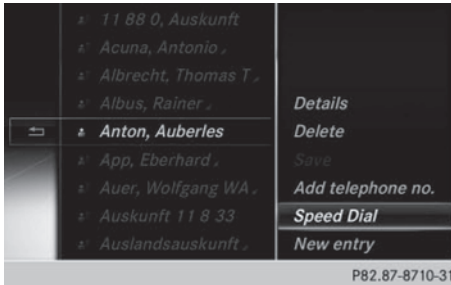 11 88 0, Auskunft
Acuna, Antonio
Albrecht, Thomas T
Albus, Rainer
Anton, Auberles
App, Eberhard
Auer, Wolfgang WA
Auskunft 11 8 33
Auslandsauskunft
Details
Delete
Save
Add telephone no.
Speed Dial
New entry
P82.87-8710-31